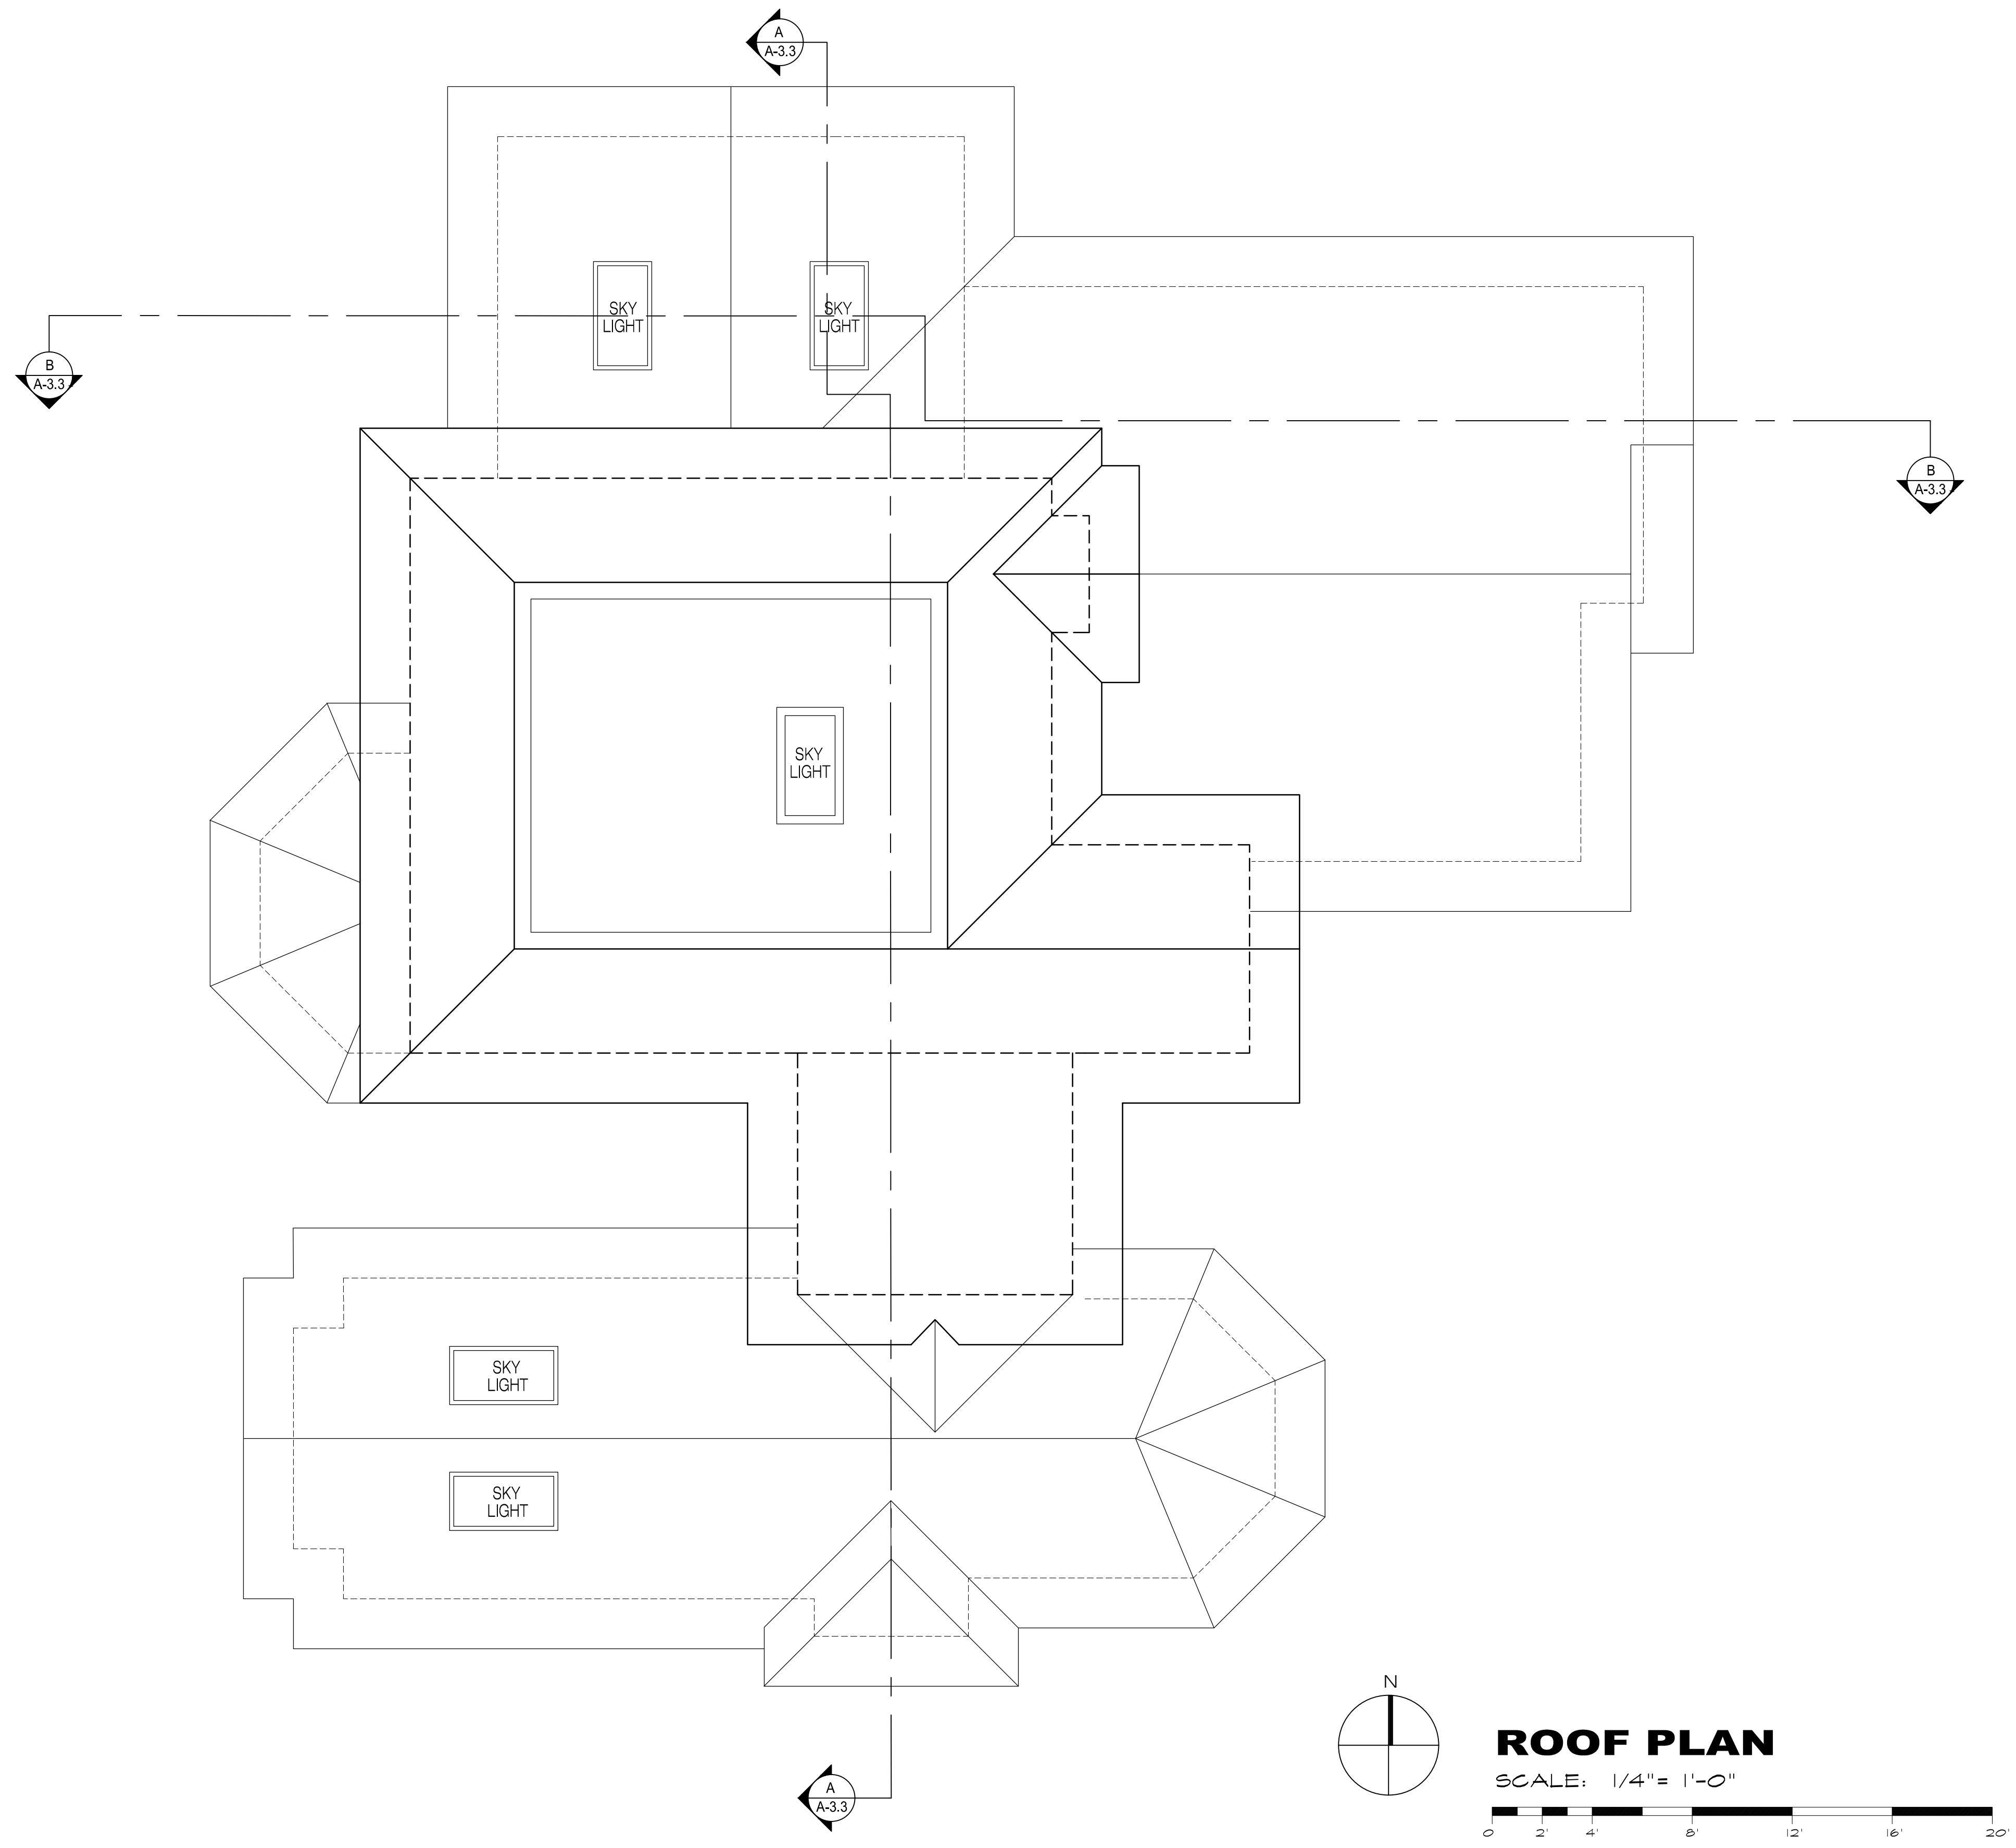 A
A-3.3
SKY
LIGHT
SKY
LIGHT
B
A-3.3
B
A-3.3
SKY
LIGHT
SKY
LIGHT
SKY
LIGHT
N
ROOF PLAN
SCALE: 1/4"= 1'-0"
A
A-3.3
0 2' 4' 8' 12' 16' 20'